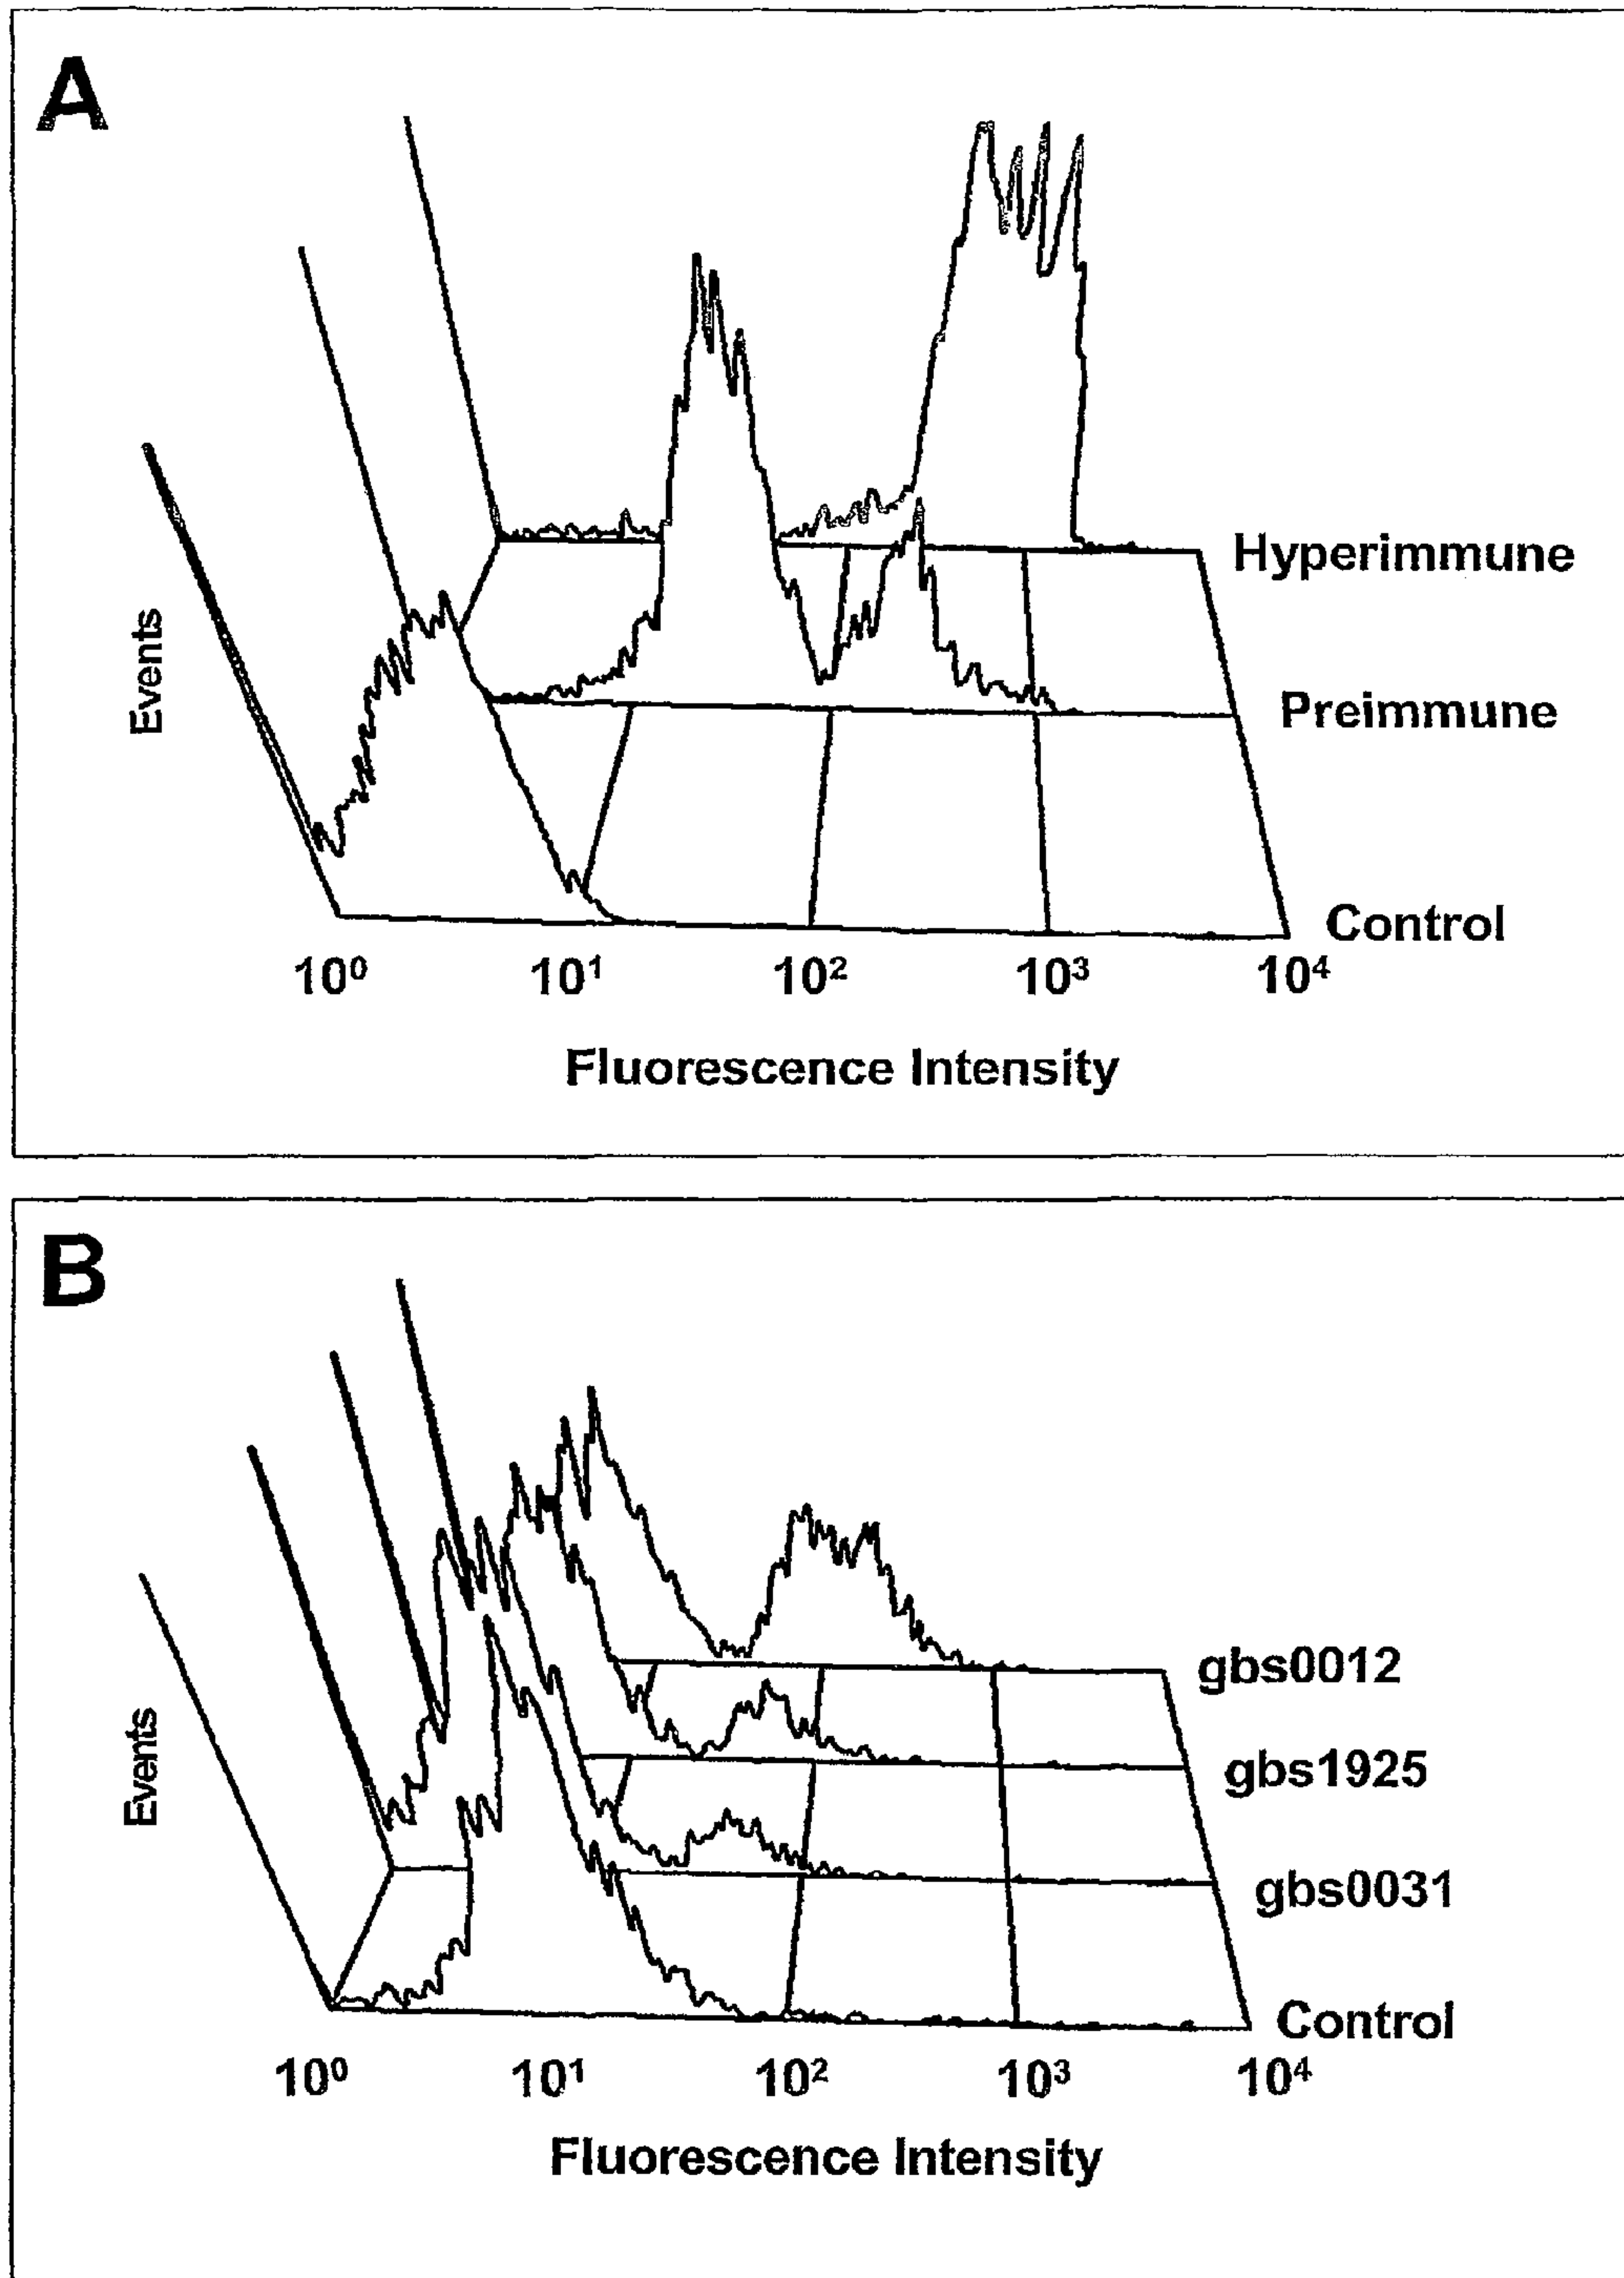 A
Events
Hyperimmune
Preimmune
Control
10⁰ 10¹ 10² 10³ 10⁴
Fluorescence Intensity
B
Events
gbs0012
gbs1925
gbs0031
Control
10⁰ 10¹ 10² 10³ 10⁴
Fluorescence Intensity